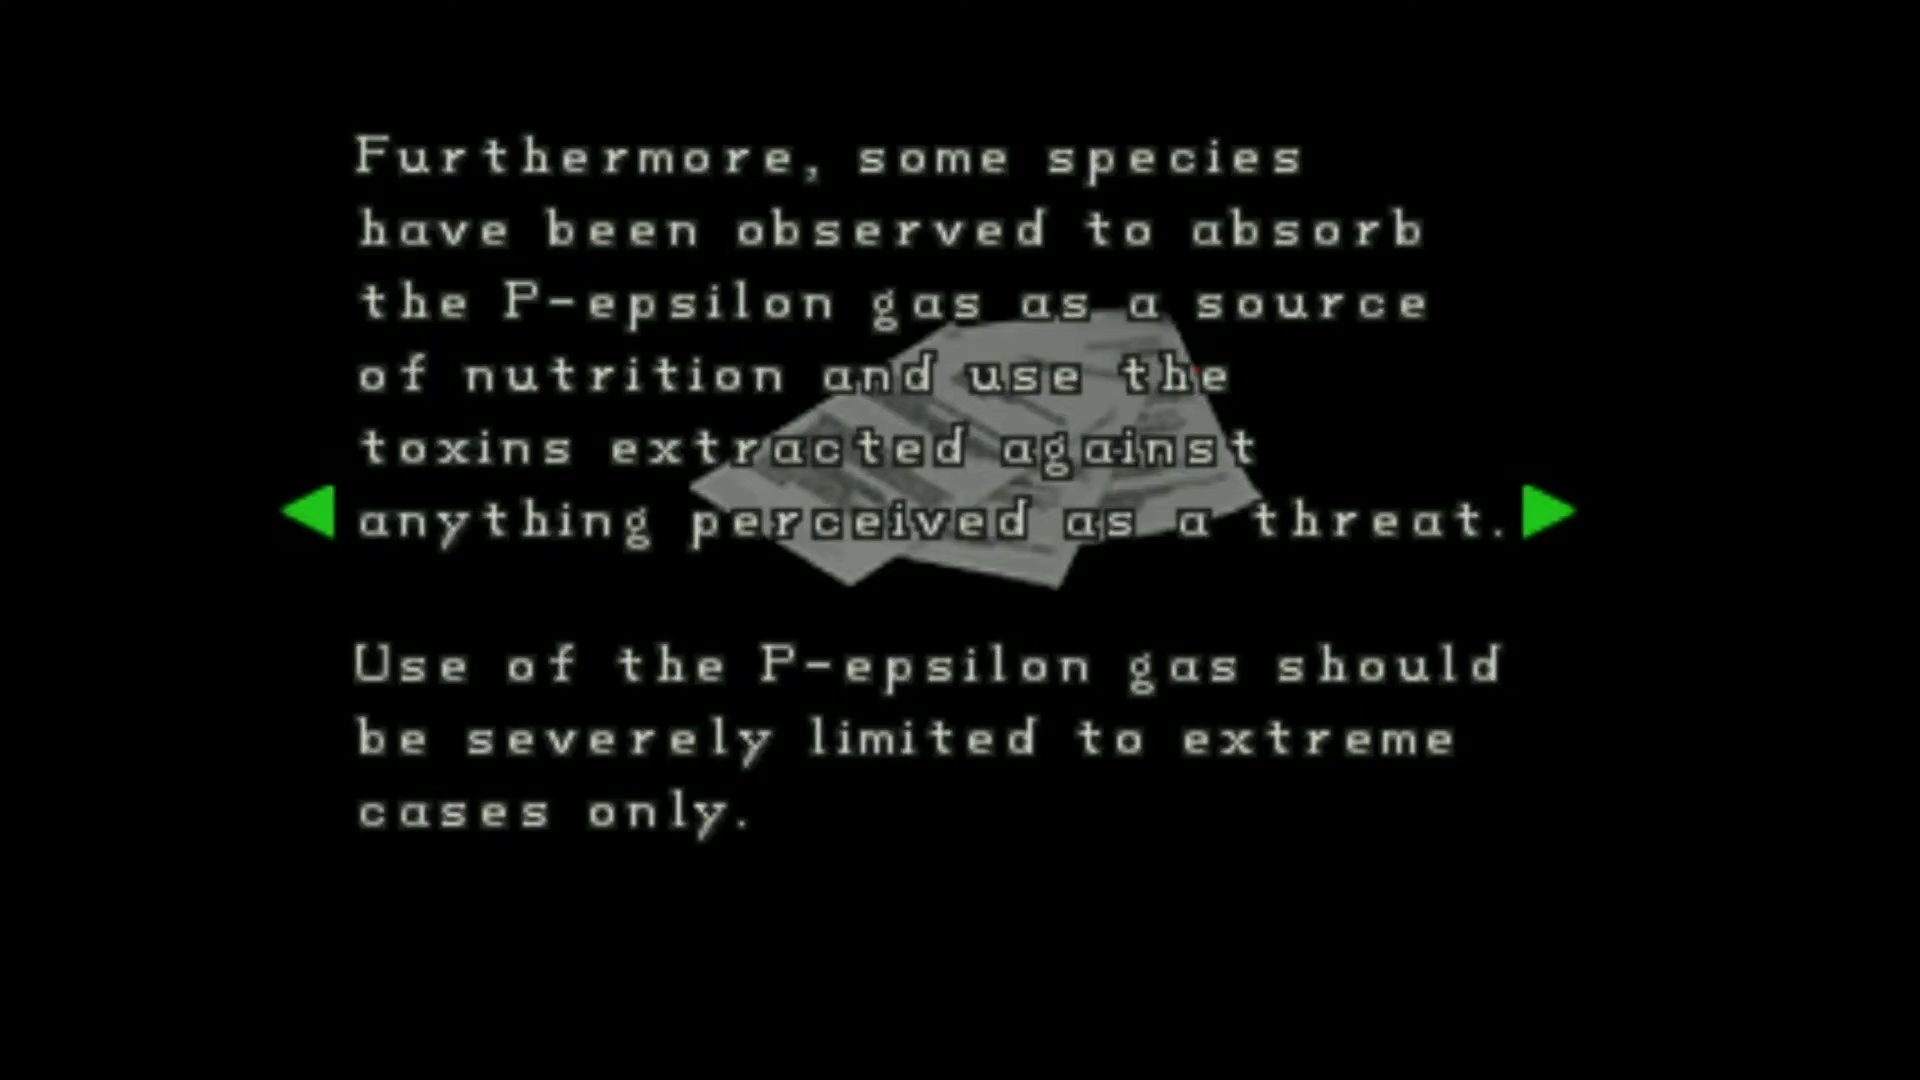 Furthermore, some species
have been observed to absorb
the P-epsilon gas as a source
of nutrition and use the
toxins extracted against
anything perceived as a threat.
Use of the P-epsilon gas should
be severely limited to extreme
cases only.